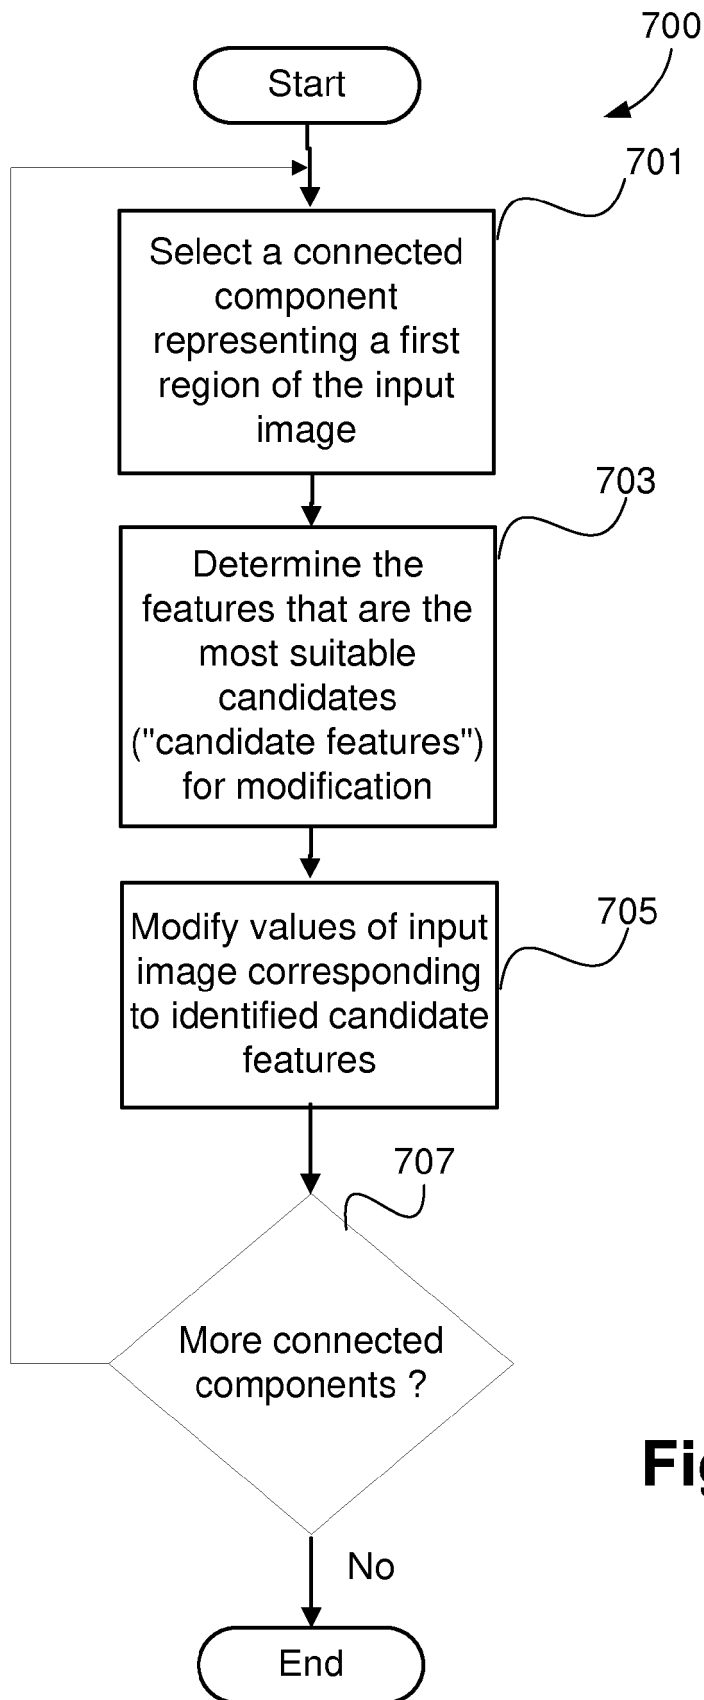 700
Start
701
Select a connected
component
representing a first
region of the input
image
703
Determine the
features that are the
most suitable
candidates
("candidate features")
for modification
705
Modify values of input
image corresponding
to identified candidate
features
707
More connected
components ?
No
End